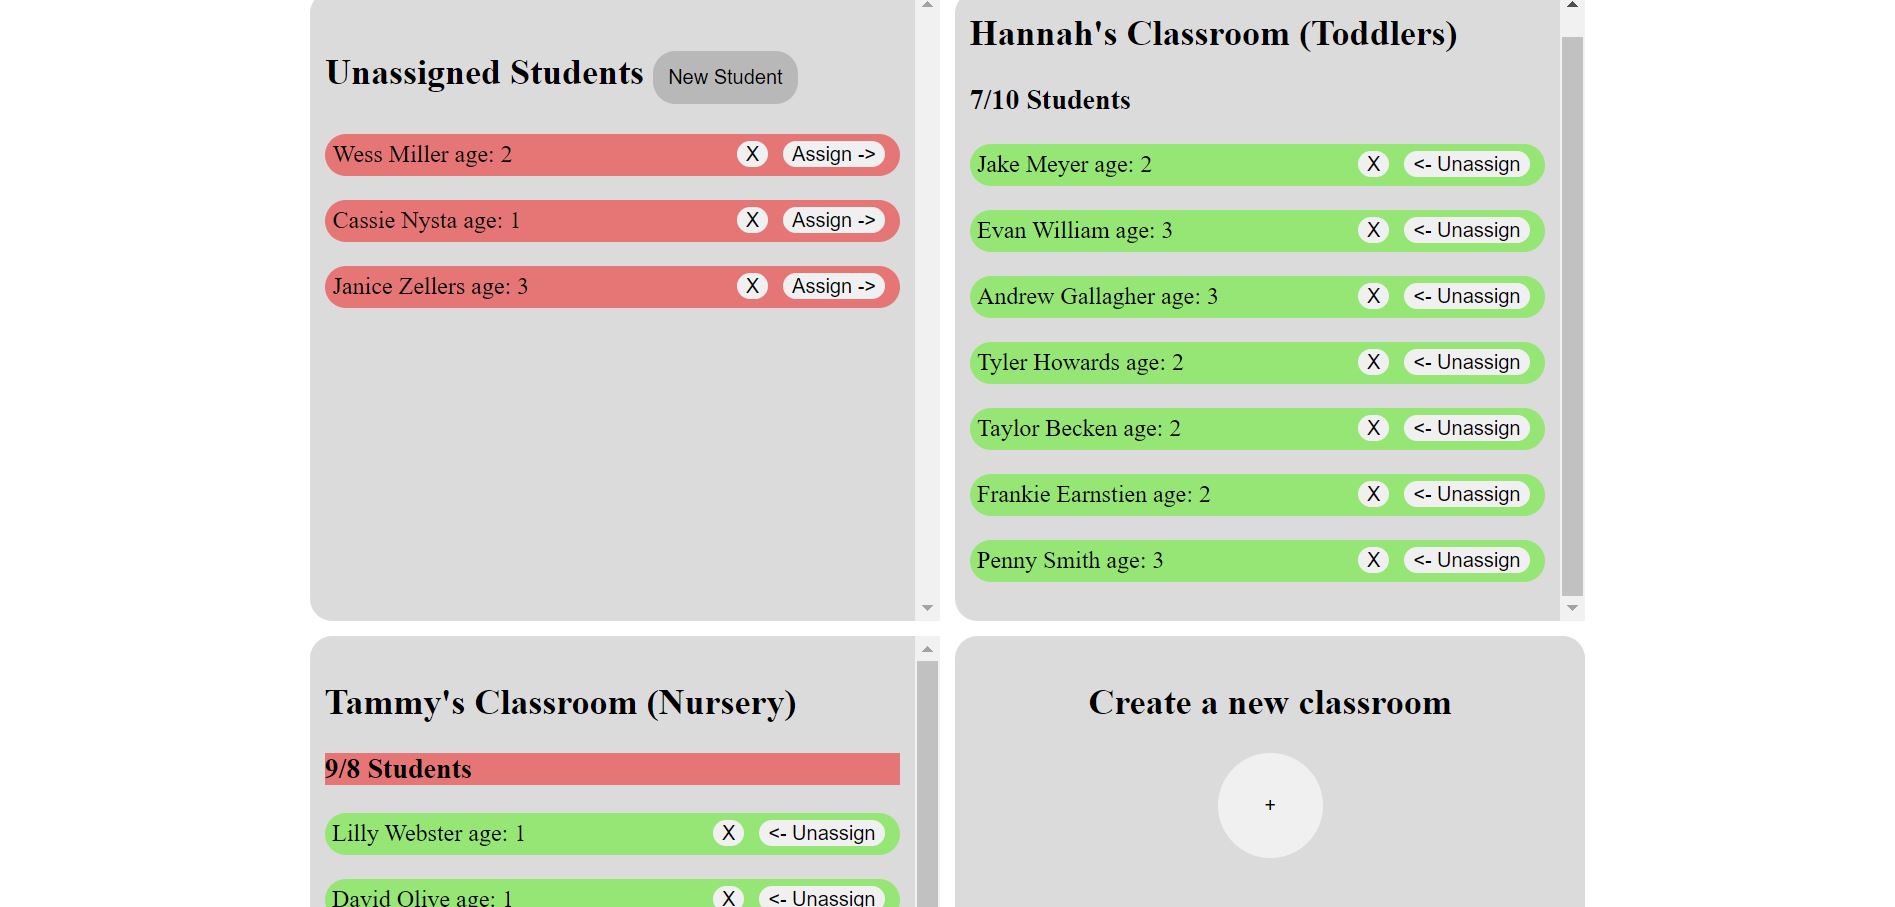 Unassigned Students New Student
Wess Miller age: 2 X Assign ->
Cassie Nysta age: 1 X Assign ->
Janice Zellers age: 3 X Assign ->
Hannah's Classroom (Toddlers)
7/10 Students
Jake Meyer age: 2 X <- Unassign
Evan William age: 3 X <- Unassign
Andrew Gallagher age: 3 X <- Unassign
Tyler Howards age: 2 X <- Unassign
Taylor Becken age: 2 X <- Unassign
Frankie Earnstien age: 2 X <- Unassign
Penny Smith age: 3 X <- Unassign
Tammy's Classroom (Nursery)
9/8 Students
Lilly Webster age: 1 X <- Unassign
David Olive age: 1 X <- Unassign
Create a new classroom
+